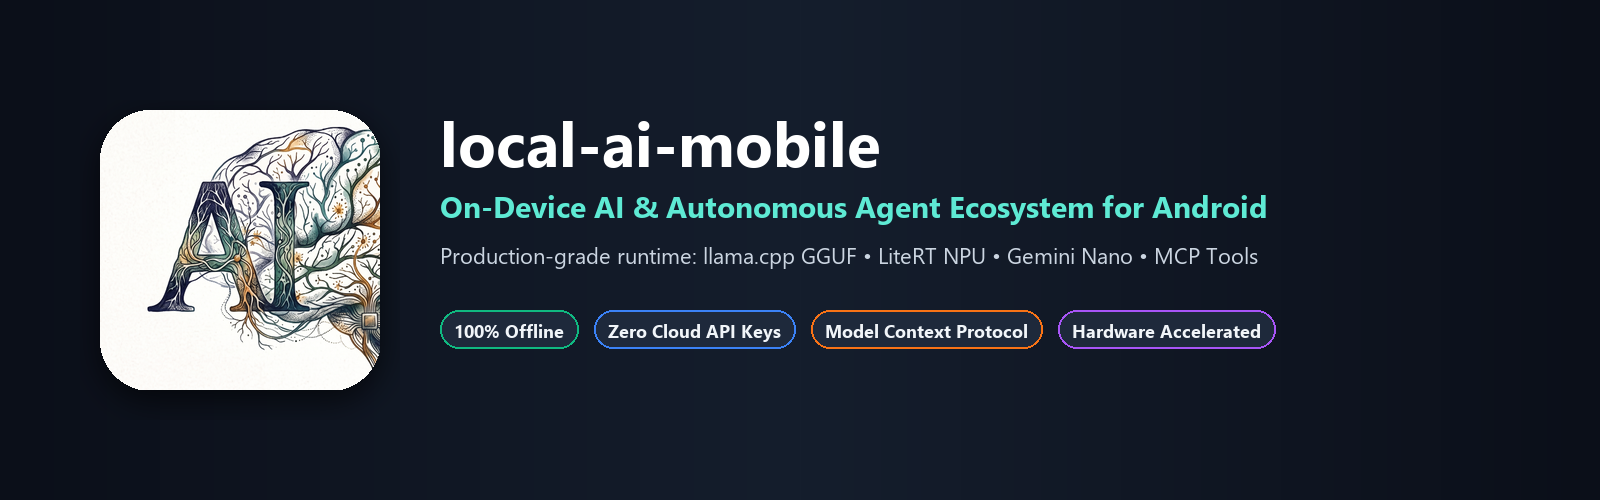 AI
local-ai-mobile
On-Device AI & Autonomous Agent Ecosystem for Android
Production-grade runtime: llama.cpp GGUF • LiteRT NPU • Gemini Nano • MCP Tools
100% Offline
Zero Cloud API Keys
Model Context Protocol
Hardware Accelerated